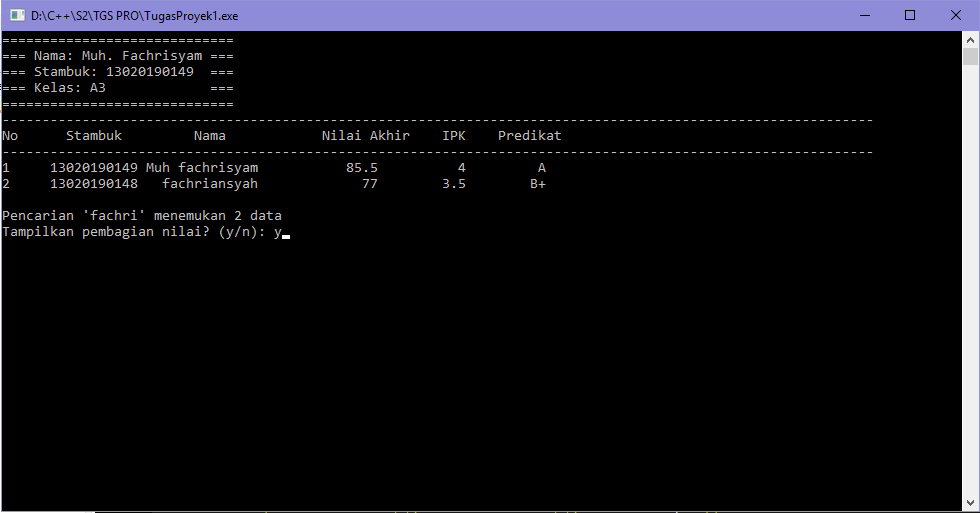 D:\C++\S2\TGS PRO\TugasProyek1.exe
=============================
=== Nama: Muh. Fachrisyam ===
=== Stambuk: 13020190149  ===
=== Kelas: A3             ===
=============================
-------------------------------------------------------------------------------------------------------------
No      Stambuk         Nama            Nilai Akhir    IPK    Predikat
-------------------------------------------------------------------------------------------------------------
1     13020190149 Muh fachrisyam           85.5          4         A
2     13020190148   fachriansyah             77        3.5        B+

Pencarian 'fachri' menemukan 2 data
Tampilkan pembagian nilai? (y/n): y